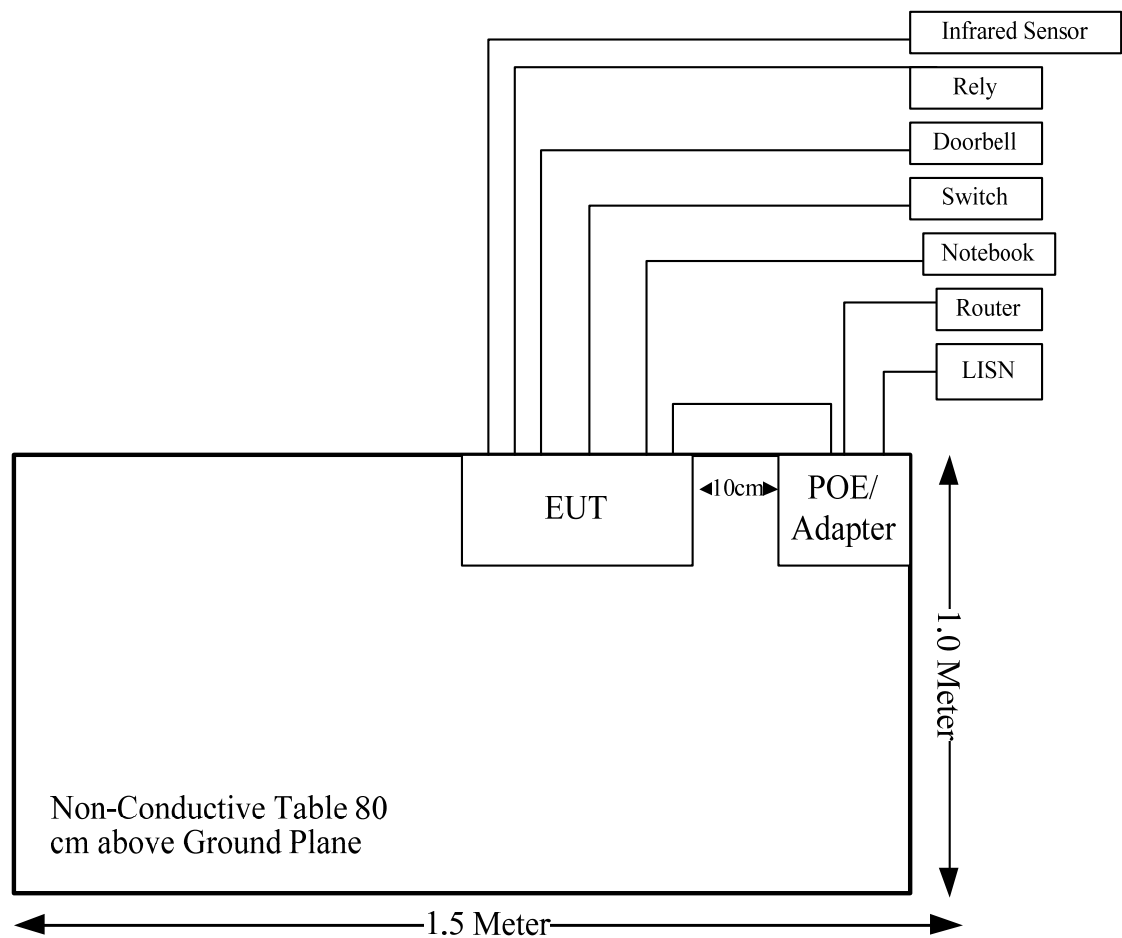 Infrared Sensor
Rely
Doorbell
Switch
Notebook
Router
LISN
EUT
10cm
POE/
Adapter
1.0 Meter
Non-Conductive Table 80
cm above Ground Plane
1.5 Meter